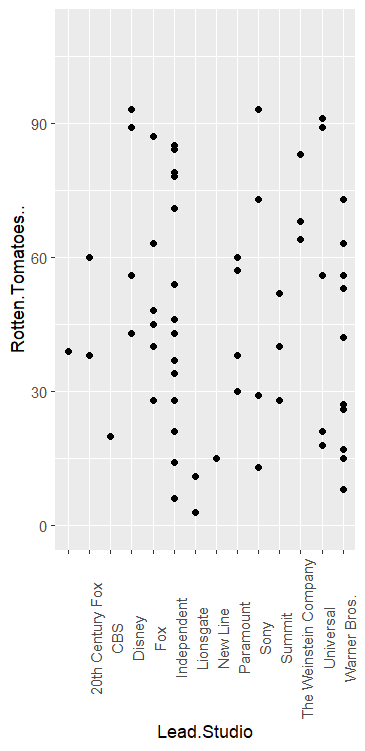 Rotten.Tomatoes..
90
60
30
0
20th Century Fox
CBS
Disney
Fox
Independent
Lionsgate
New Line
Paramount
Sony
Summit
The Weinstein Company
Universal
Warner Bros.
Lead.Studio